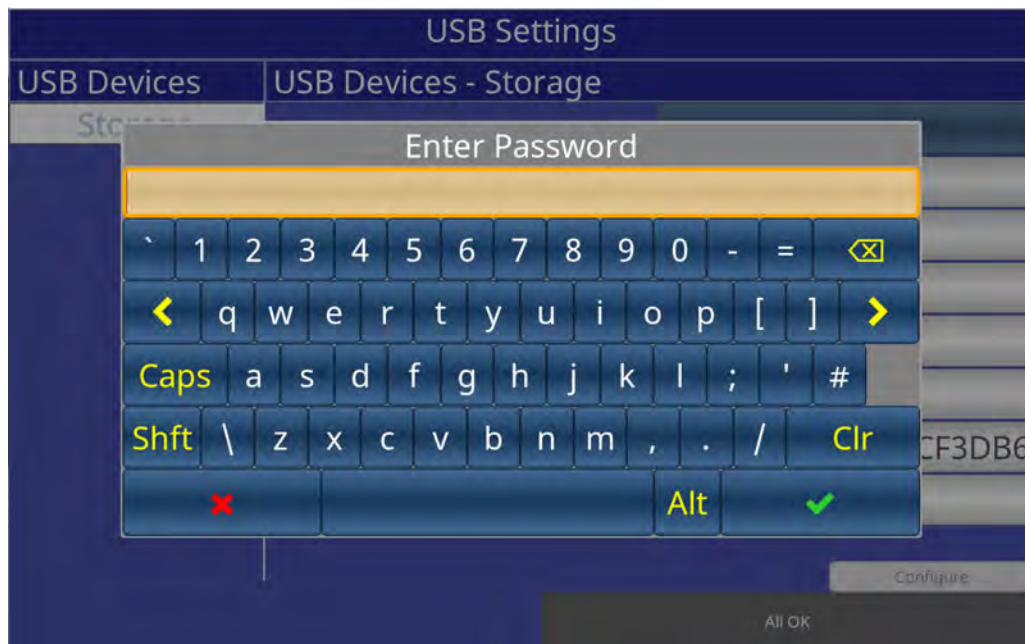 USB Settings
USB Devices
USB Devices - Storage
Enter Password
` 1 2 3 4 5 6 7 8 9 0 - =
q w e r t y u i o p [ ]
Caps a s d f g h j k l ; ' #
Shft \ z x c v b n m , . / Clr
CF3DB6
Alt
Configure
All OK